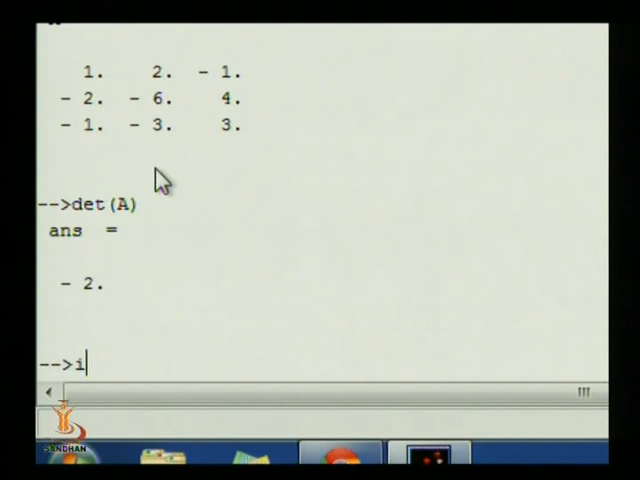 1. 2. - 1.
- 2. - 6. 4.
- 1. - 3. 3.
-->det(A)
ans =
- 2.
-->i